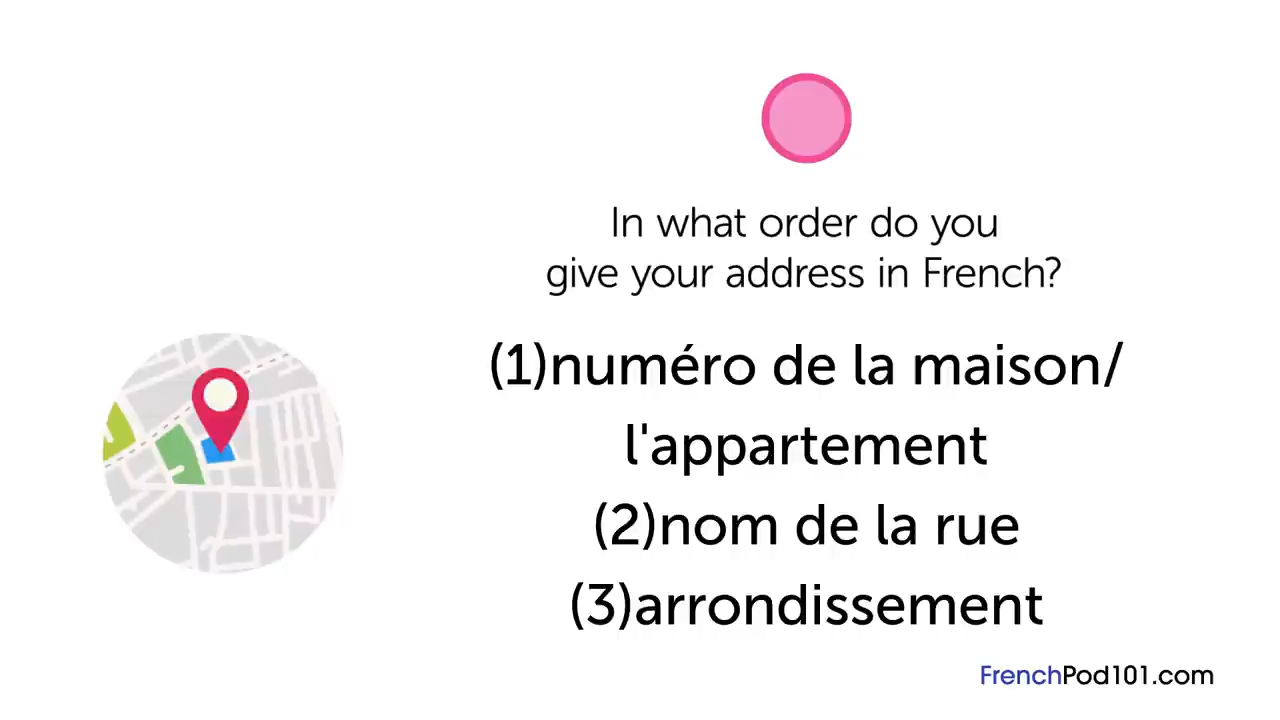 In what order do you
give your address in French?
(1)numéro de la maison/
l'appartement
(2)nom de la rue
(3)arrondissement
FrenchPod101.com